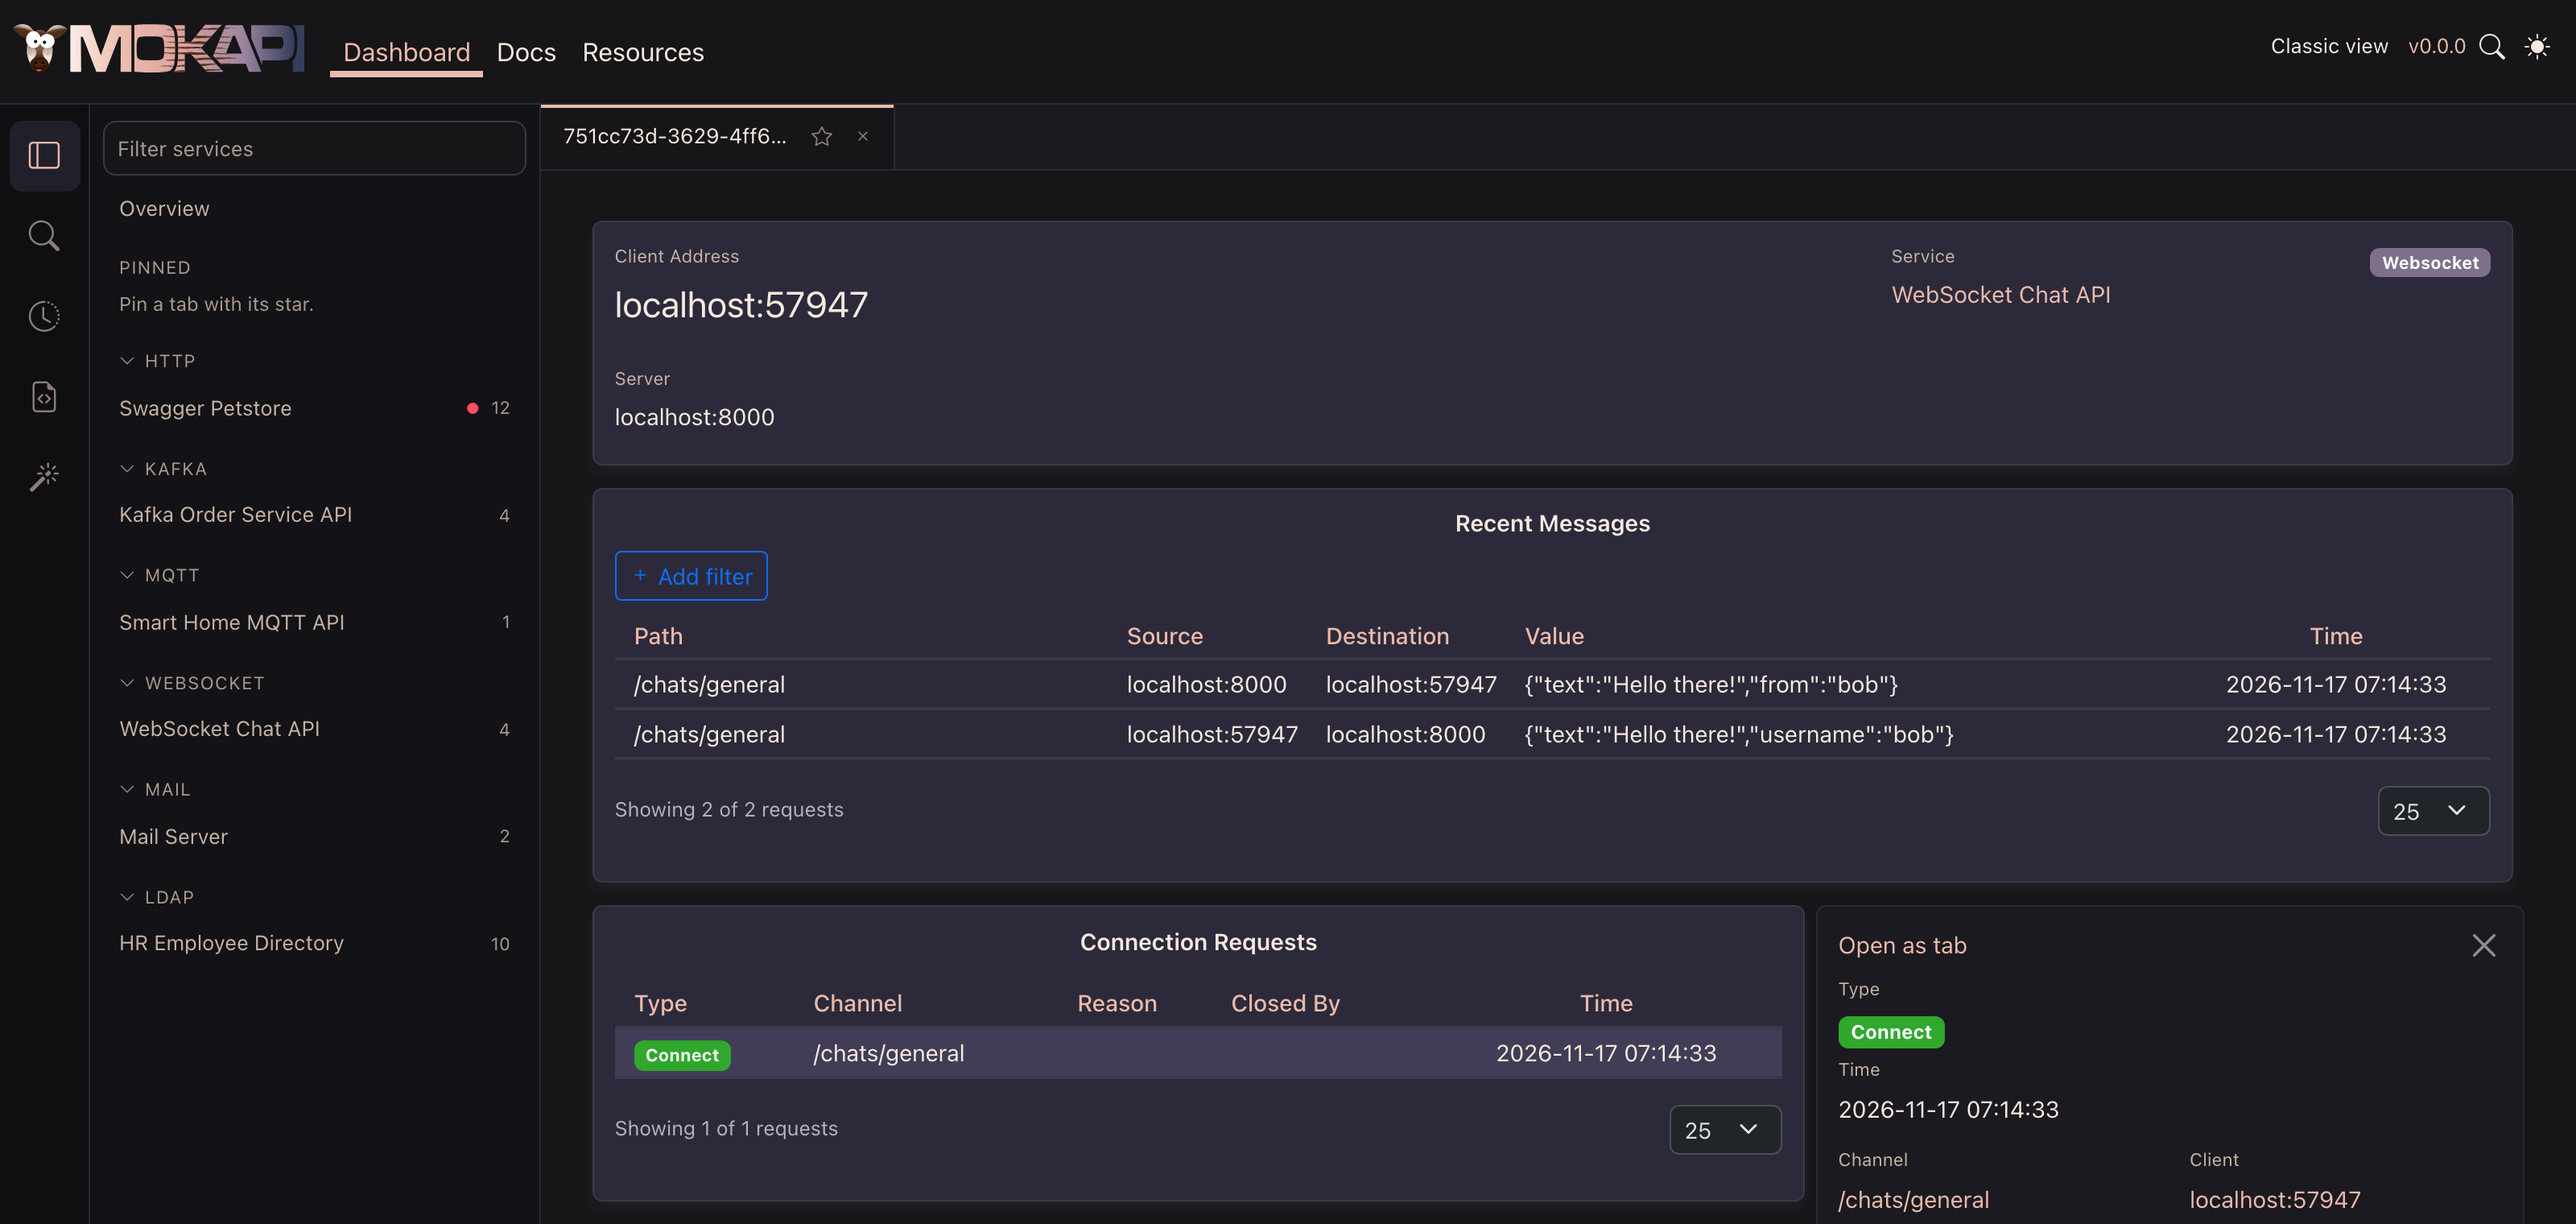 MOKAPI Dashboard Docs Resources Classic view v0.0.0
Filter services
Overview
PINNED
Pin a tab with its star.
HTTP
Swagger Petstore 12
KAFKA
Kafka Order Service API 4
MQTT
Smart Home MQTT API 1
WEBSOCKET
WebSocket Chat API 4
MAIL
Mail Server 2
LDAP
HR Employee Directory 10
751cc73d-3629-4ff6...
Client Address
localhost:57947
Service
WebSocket Chat API
Websocket
Server
localhost:8000
Recent Messages
+ Add filter
Path Source Destination Value Time
/chats/general localhost:8000 localhost:57947 {"text":"Hello there!","from":"bob"} 2026-11-17 07:14:33
/chats/general localhost:57947 localhost:8000 {"text":"Hello there!","username":"bob"} 2026-11-17 07:14:33
Showing 2 of 2 requests 25
Connection Requests
Type Channel Reason Closed By Time
Connect /chats/general 2026-11-17 07:14:33
Showing 1 of 1 requests 25
Open as tab
Type
Connect
Time
2026-11-17 07:14:33
Channel Client
/chats/general localhost:57947